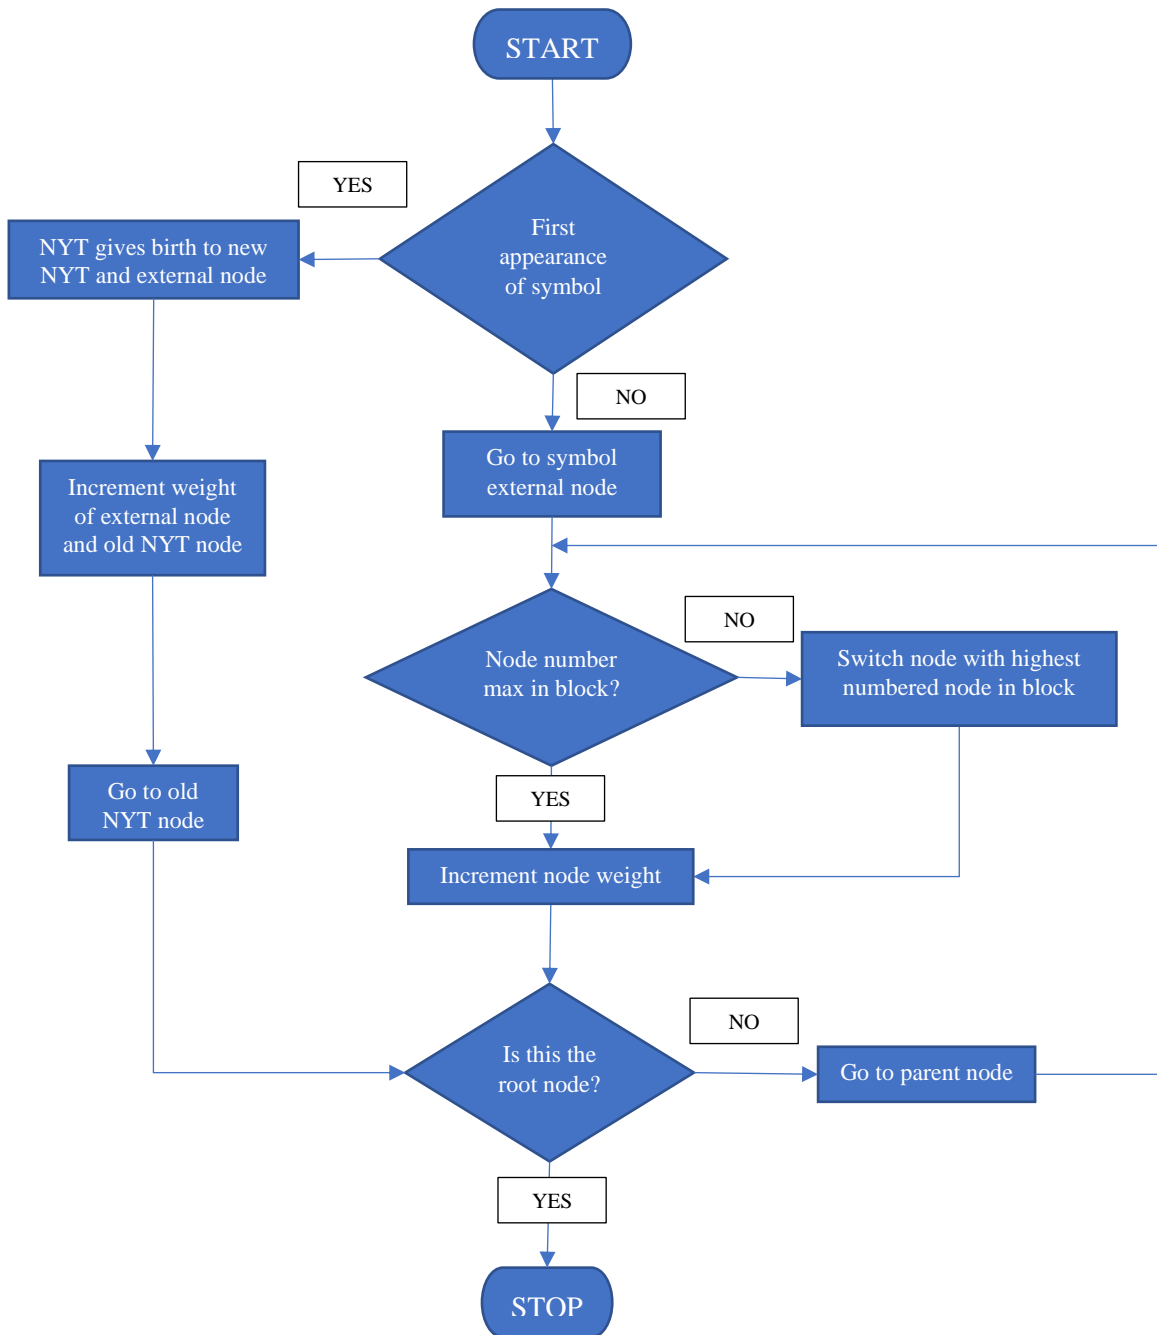 START
YES
First
appearance
of symbol
NYT gives birth to new
NYT and external node
NO
Go to symbol
external node
Increment weight
of external node
and old NYT node
NO
Node number
max in block?
Switch node with highest
numbered node in block
Go to old
NYT node
YES
Increment node weight
NO
Is this the
root node?
Go to parent node
YES
STOP